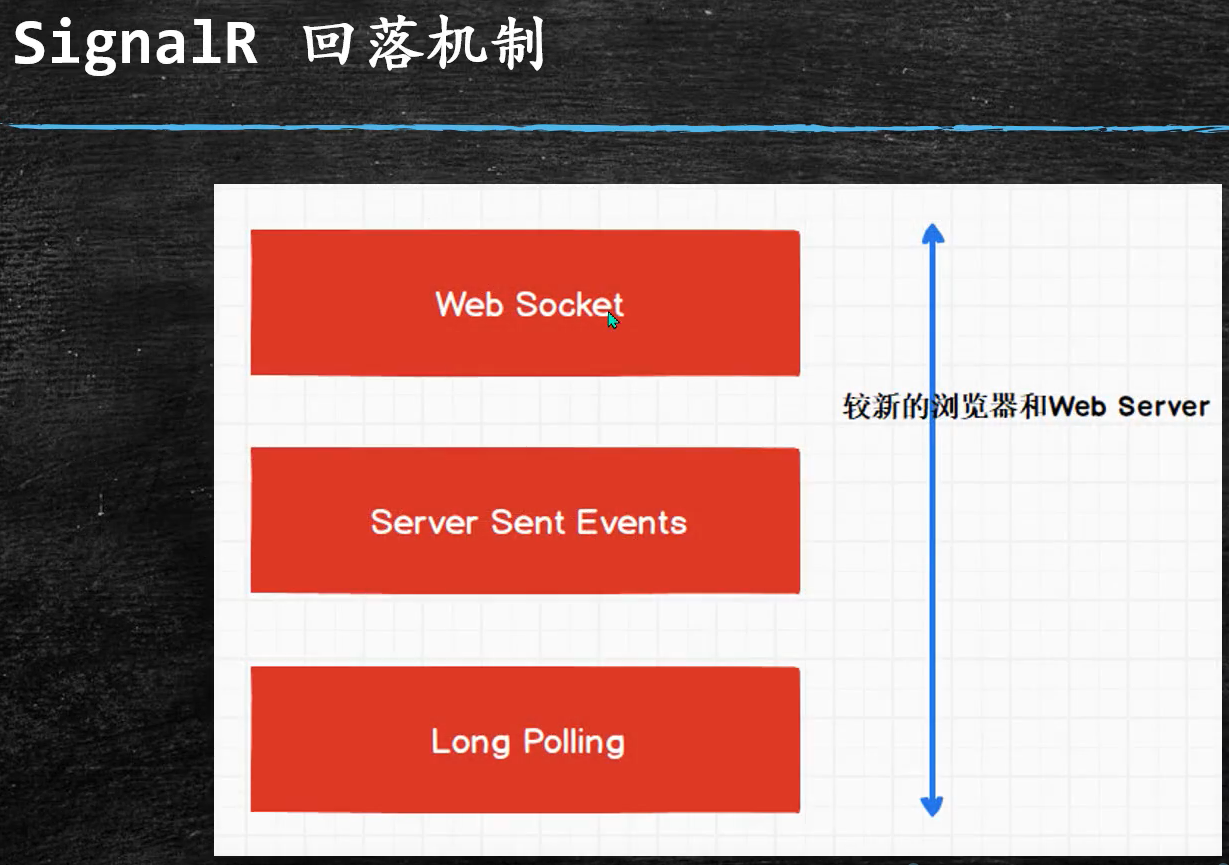 SignalR 回落机制
Web Socket
较新的浏览器和Web Server
Server Sent Events
Long Polling